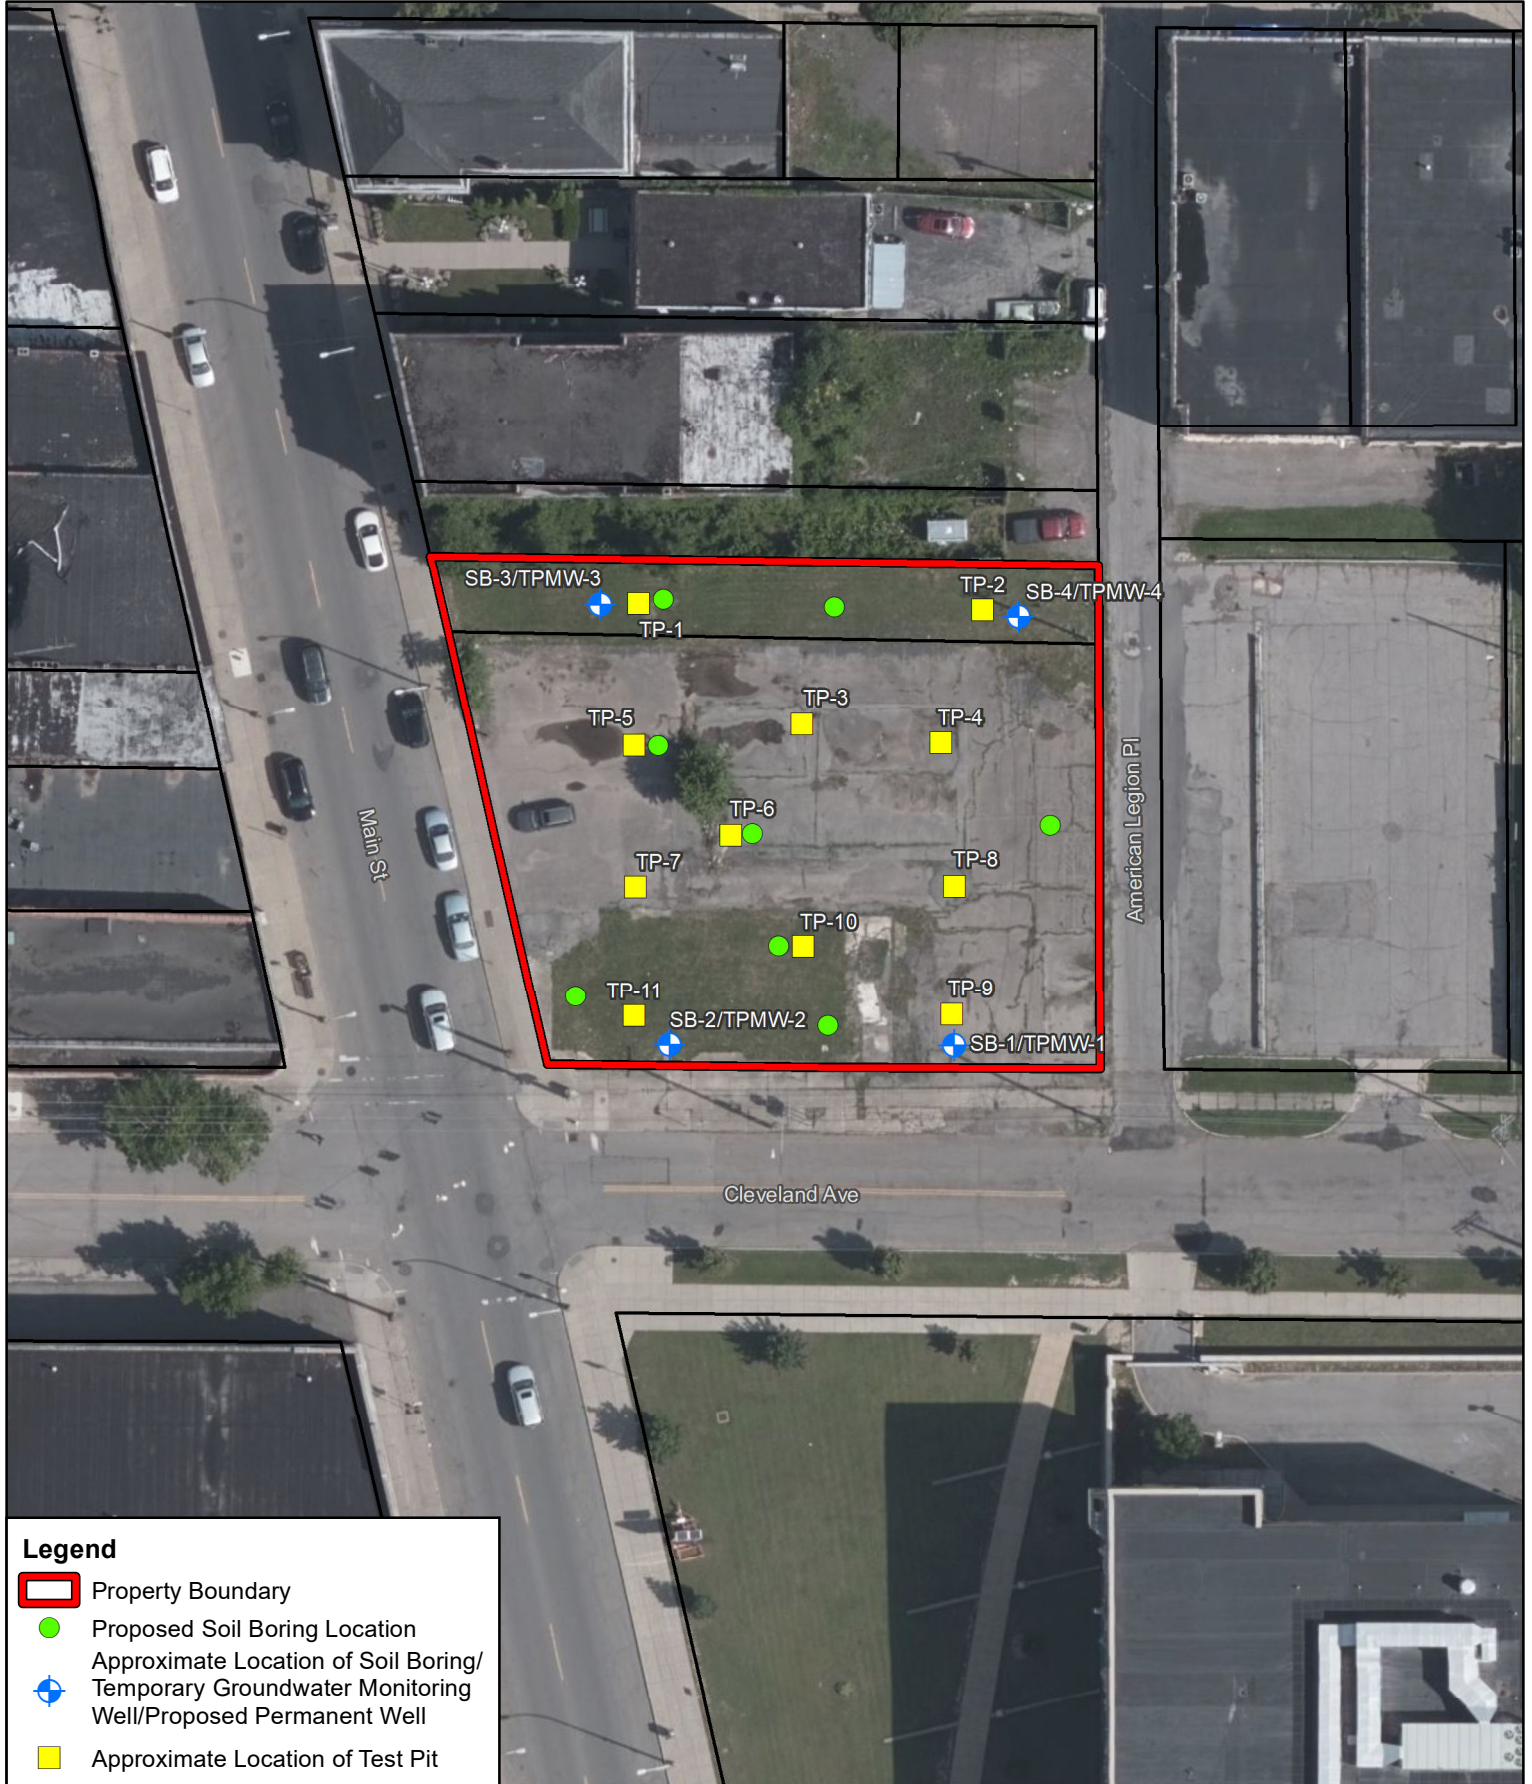 SB-3/TPMW-3
TP-2
SB-4/TPMW-4
TP-1
TP-3
TP-5
TP-4
TP-6
TP-7
TP-8
TP-10
TP-11
TP-9
SB-2/TPMW-2
SB-1/TPMW-1
Main St
American Legion Pl
Cleveland Ave
Legend
Property Boundary
Proposed Soil Boring Location
Approximate Location of Soil Boring/
Temporary Groundwater Monitoring
Well/Proposed Permanent Well
Approximate Location of Test Pit